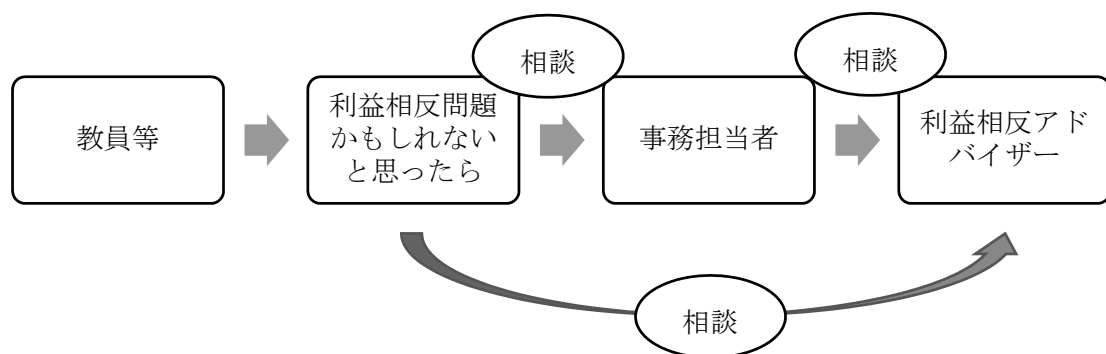 相談
相談
教員等
利益相反問題
かもしれない
と思ったら
事務担当者
利益相反アド
バイザー
相談